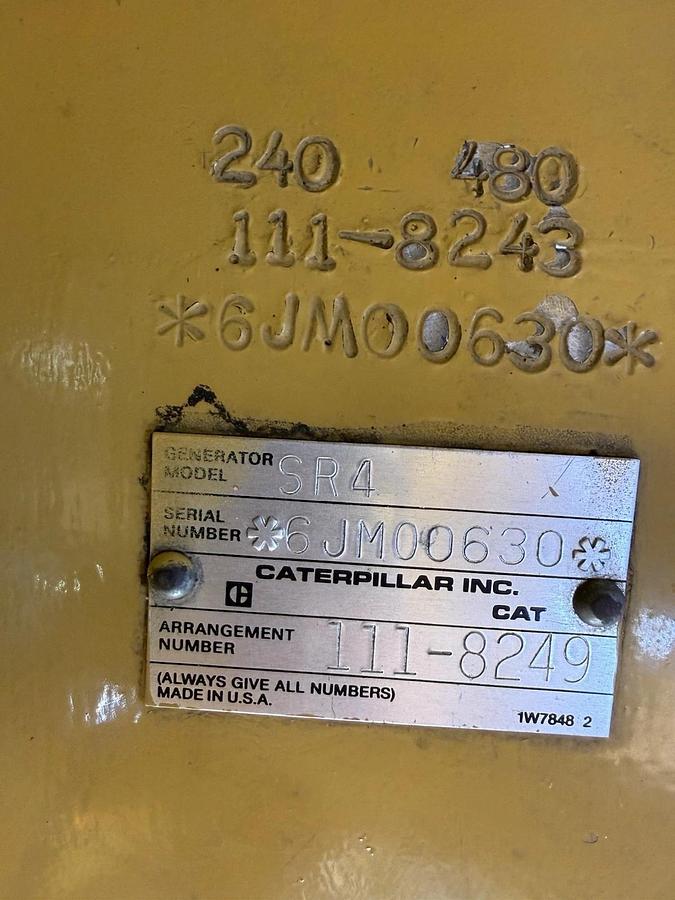 240 480
111-8243
*6JM00630*
GENERATOR MODEL SR4
SERIAL NUMBER *6JM00630*
CATERPILLAR INC.
CAT
ARRANGEMENT NUMBER 111-8249
(ALWAYS GIVE ALL NUMBERS)
MADE IN U.S.A.
1W7848 2